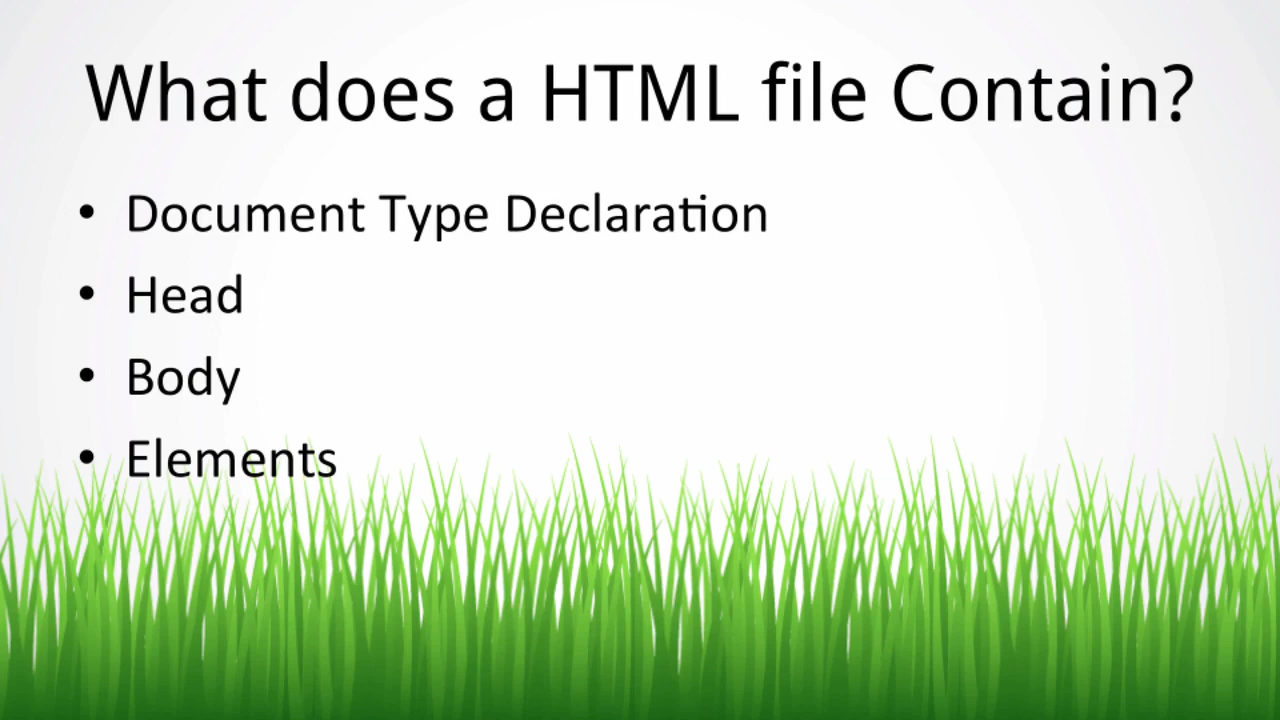 What does a HTML file Contain?
• Document Type Declaration
• Head
• Body
• Elements